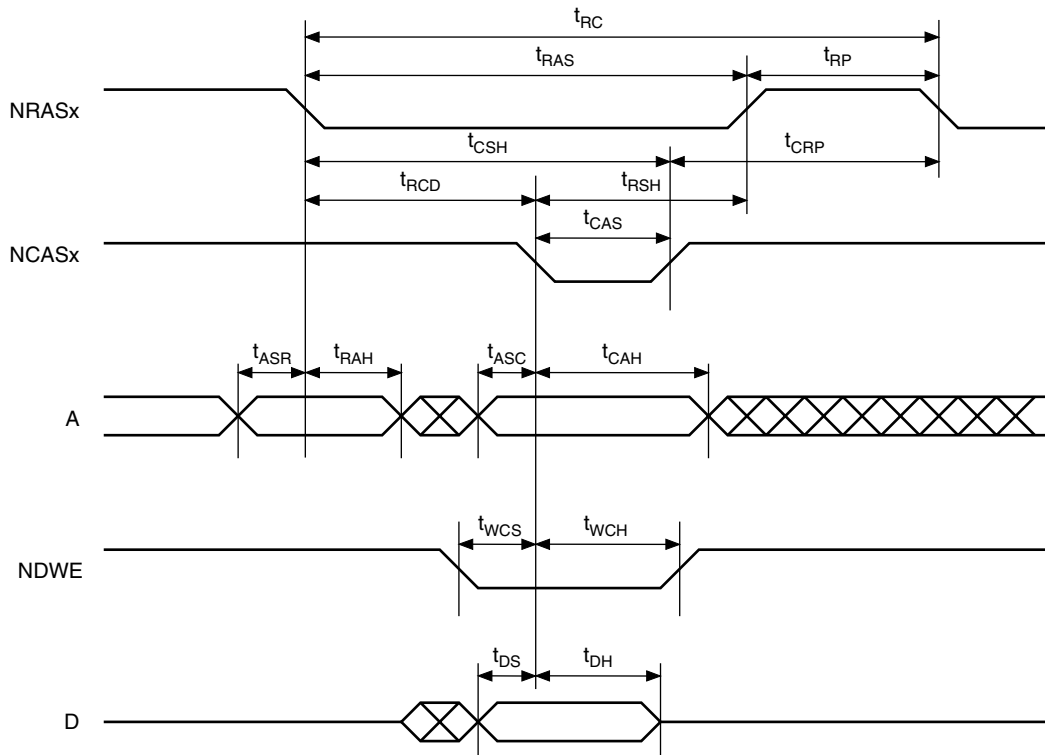 tRC
tRAS tRP
NRASx
tCSH tCRP
tRCD tRSH
tCAS
NCASx
tASR tRAH tASC tCAH
A
tWCS tWCH
NDWE
tDS tDH
D